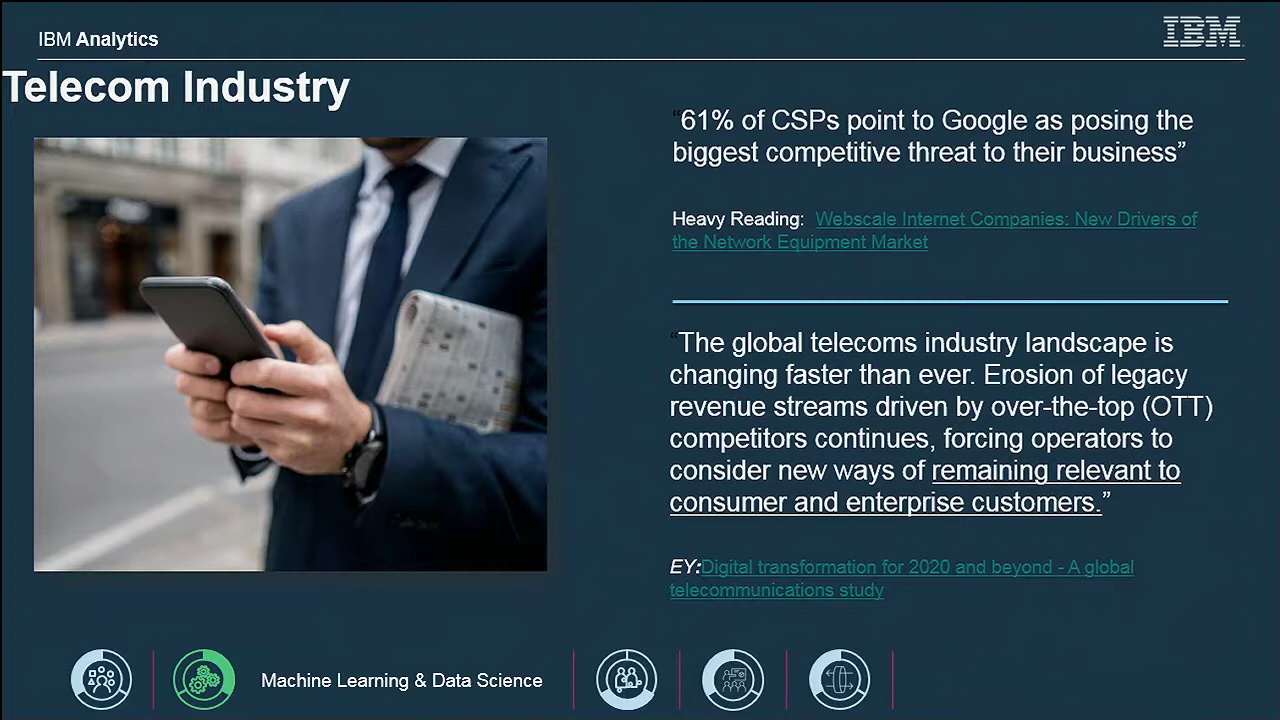 IBM Analytics
IBM
Telecom Industry
“61% of CSPs point to Google as posing the
biggest competitive threat to their business”
Heavy Reading: Webscale Internet Companies: New Drivers of
the Network Equipment Market
“The global telecoms industry landscape is
changing faster than ever. Erosion of legacy
revenue streams driven by over-the-top (OTT)
competitors continues, forcing operators to
consider new ways of remaining relevant to
consumer and enterprise customers.”
EY:Digital transformation for 2020 and beyond - A global
telecommunications study
Machine Learning & Data Science